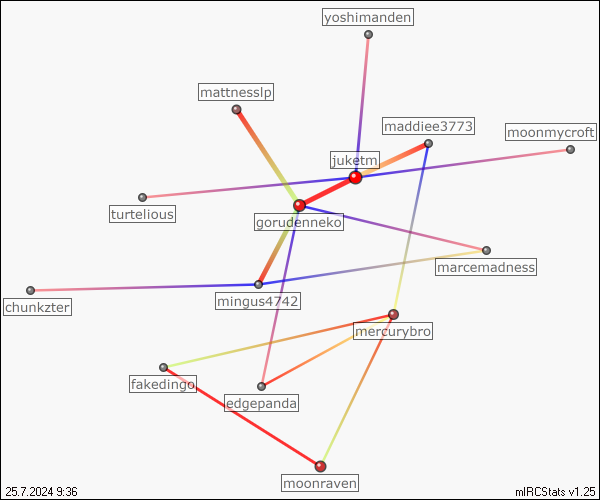 yoshimanden
mattnesslp
maddiee3773
moonmycroft
juketm
turtelious
gorudenneko
marcemadness
mingus4742
chunkzter
mercurybro
fakedingo
edgepanda
moonraven
25.7.2024 9:36
mIRCStats v1.25